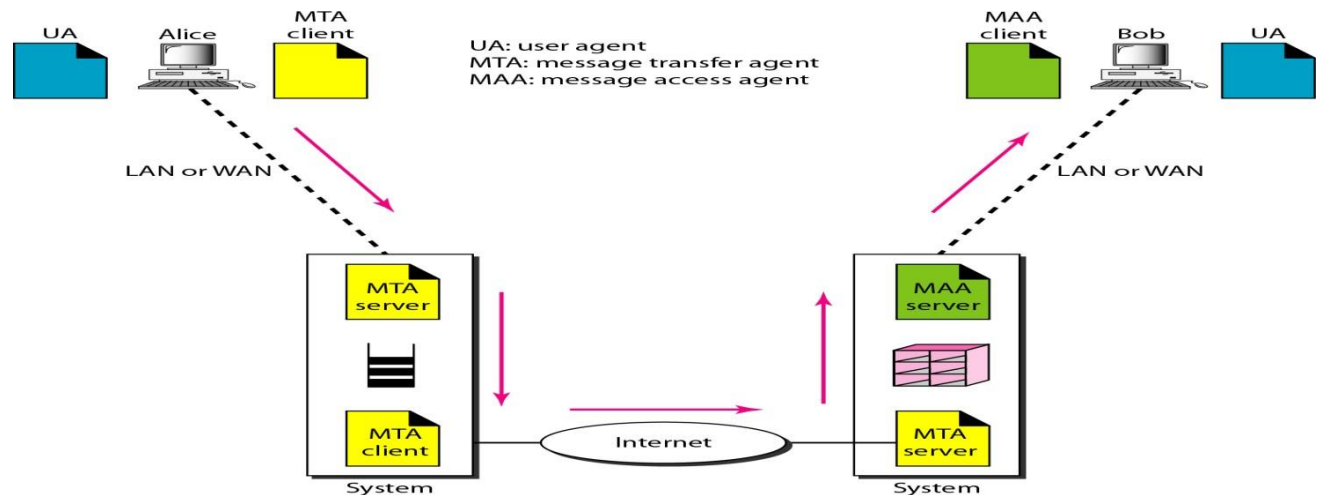 UA
Alice
MTA
client
UA: user agent
MTA: message transfer agent
MAA: message access agent
MAA
client
Bob
UA
LAN or WAN
LAN or WAN
MTA
server
MAA
server
MTA
client
Internet
MTA
server
System
System